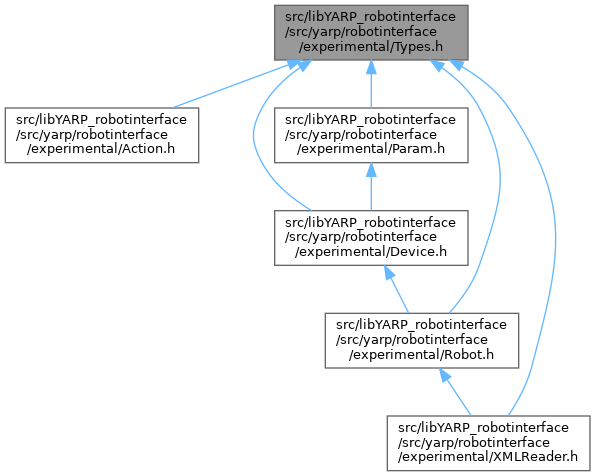 src/libYARP_robotinterface
/src/yarp/robotinterface
/experimental/Types.h
src/libYARP_robotinterface
/src/yarp/robotinterface
/experimental/Action.h
src/libYARP_robotinterface
/src/yarp/robotinterface
/experimental/Param.h
src/libYARP_robotinterface
/src/yarp/robotinterface
/experimental/Device.h
src/libYARP_robotinterface
/src/yarp/robotinterface
/experimental/Robot.h
src/libYARP_robotinterface
/src/yarp/robotinterface
/experimental/XMLReader.h